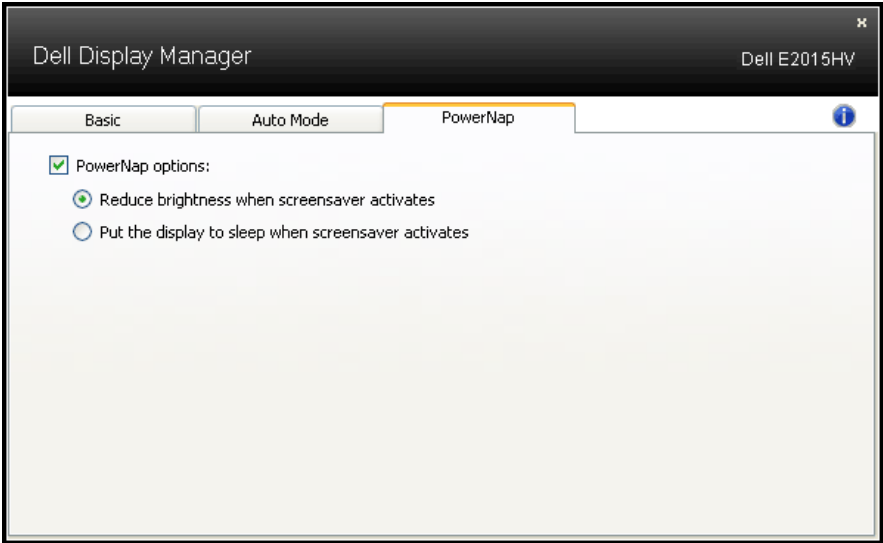 Dell Display Manager
Dell E2015HV
Basic
Auto Mode
PowerNap
PowerNap options:
Reduce brightness when screensaver activates
Put the display to sleep when screensaver activates